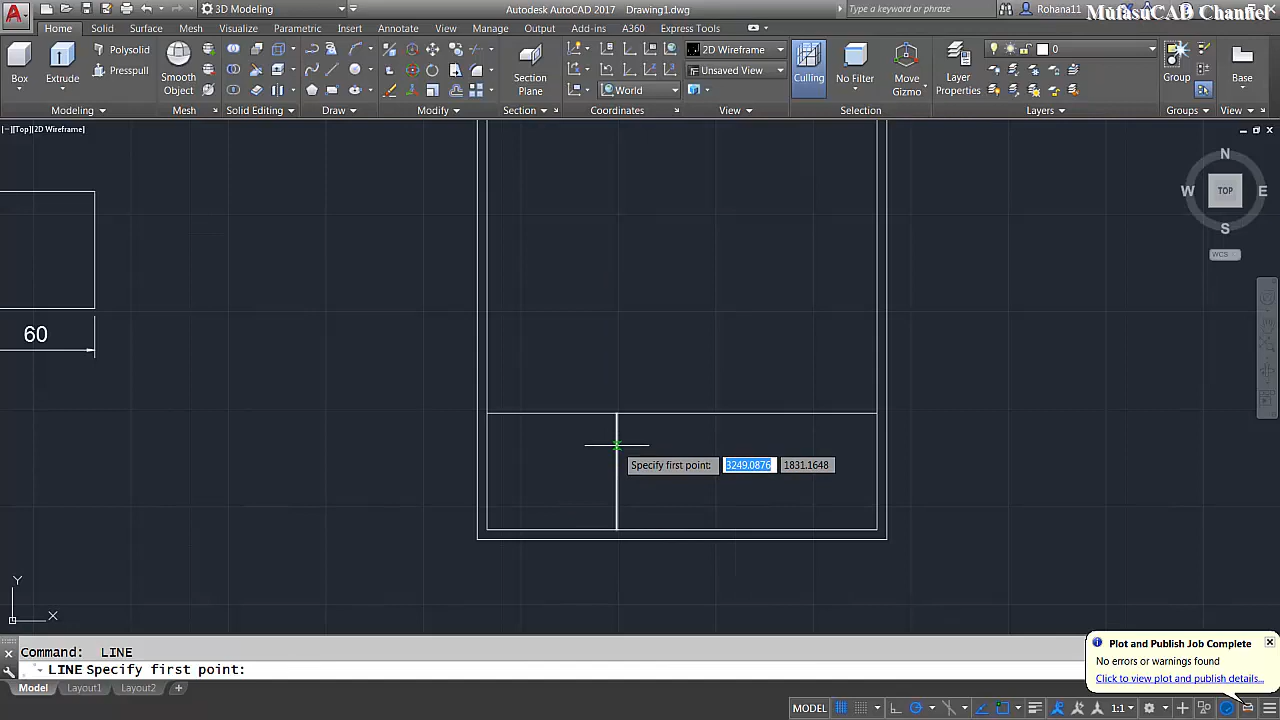 3D Modeling
Autodesk AutoCAD 2017 Drawing1.dwg
Type a keyword or phrase
Rohana11
MufasuCAD Channel
Home Solid Surface Mesh Visualize Parametric Insert Annotate View Manage Output Add-ins A360 Express Tools
Box Extrude Polysolid Presspull
Smooth Object
Section Plane
World
2D Wireframe
Unsaved View
Culling No Filter Move Gizmo
Layer Properties
0
Group Base
Modeling Mesh Solid Editing Draw Modify Section Coordinates View Selection Layers Groups View
[−][Top][2D Wireframe]
N
W TOP E
S
WCS
60
Specify first point: 3249.0876 1831.1648
Y
X
Command: LINE
LINE Specify first point:
Plot and Publish Job Complete
No errors or warnings found
Click to view plot and publish details...
Model Layout1 Layout2 +
MODEL 1:1